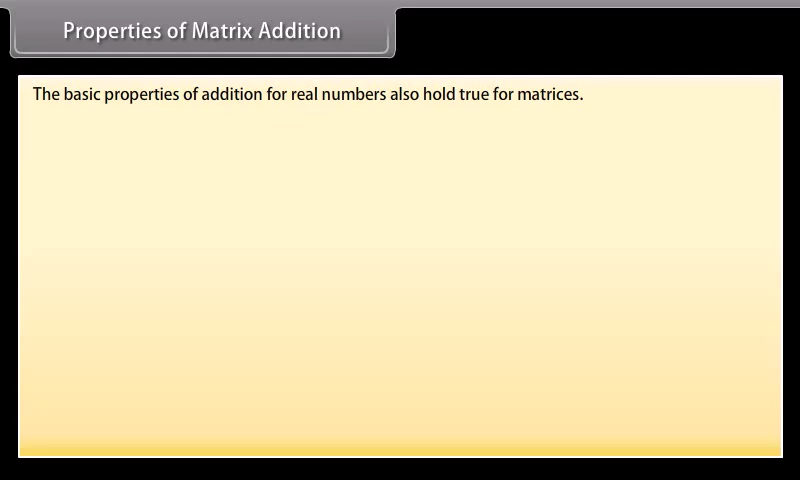 Properties of Matrix Addition
The basic properties of addition for real numbers also hold true for matrices.